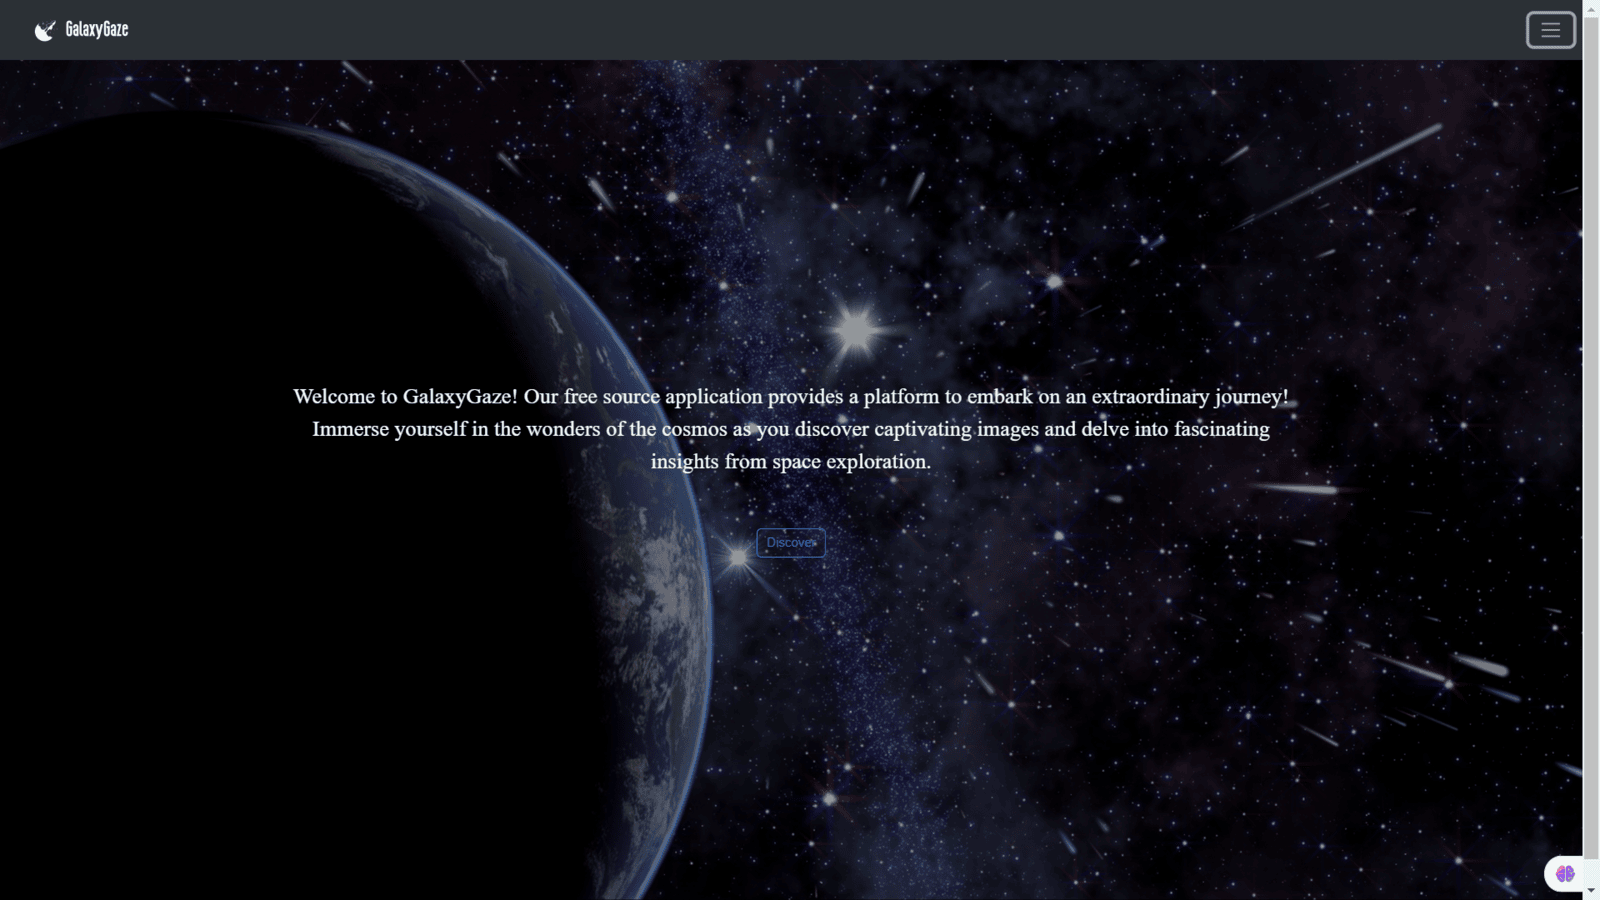 GalaxyGaze
Welcome to GalaxyGaze! Our free source application provides a platform to embark on an extraordinary journey!
Immerse yourself in the wonders of the cosmos as you discover captivating images and delve into fascinating
insights from space exploration.
Discover